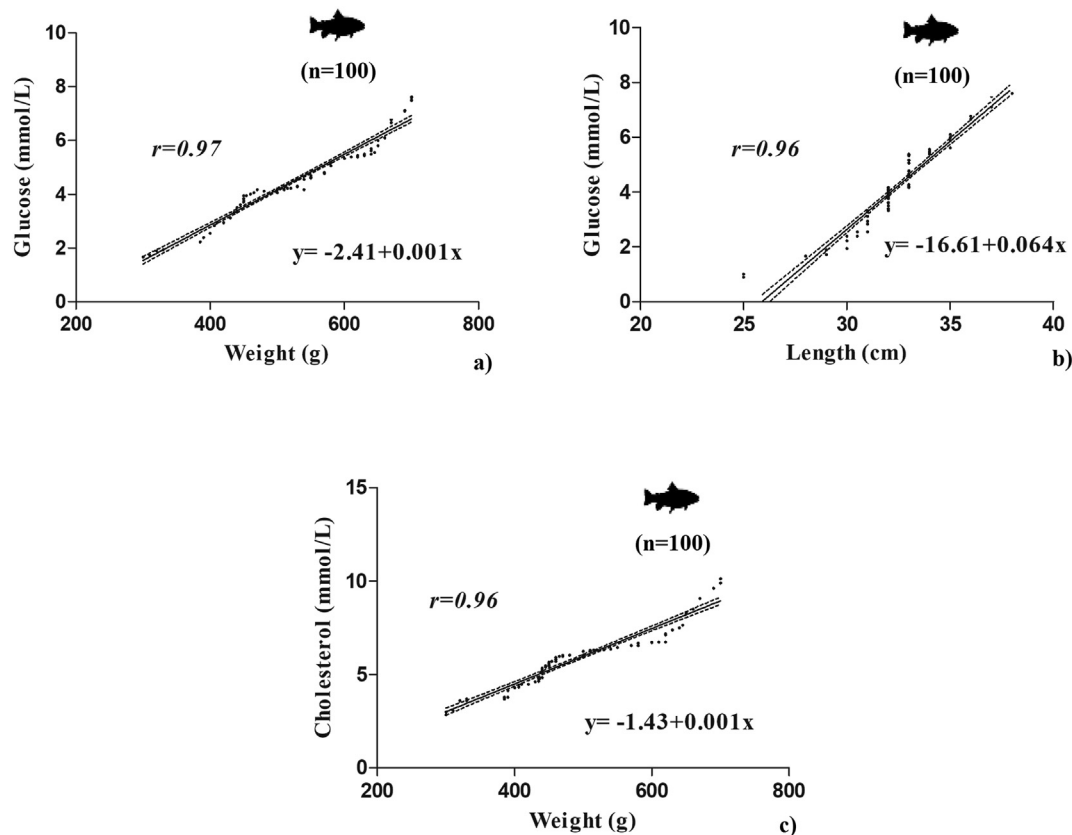 10
8
6
4
2
0
Glucose (mmol/L)
(n=100)
r=0.97
y= -2.41+0.001x
200
400
600
800
Weight (g)
a)
10
8
6
4
2
0
Glucose (mmol/L)
(n=100)
r=0.96
y= -16.61+0.064x
20
25
30
35
40
Length (cm)
b)
15
10
5
0
Cholesterol (mmol/L)
(n=100)
r=0.96
y= -1.43+0.001x
200
400
600
800
Weight (g)
c)